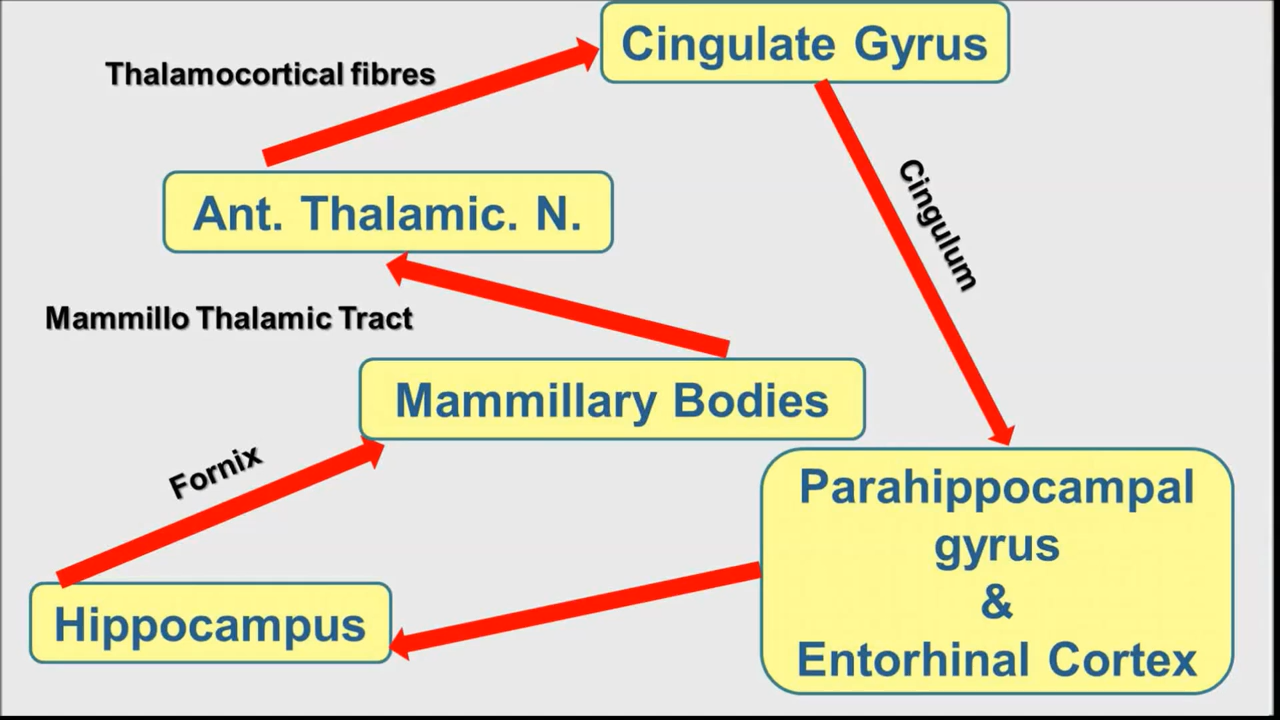 Cingulate Gyrus
Thalamocortical fibres
Ant. Thalamic. N.
Cingulum
Mammillo Thalamic Tract
Mammillary Bodies
Fornix
Parahippocampal
gyrus
&
Entorhinal Cortex
Hippocampus